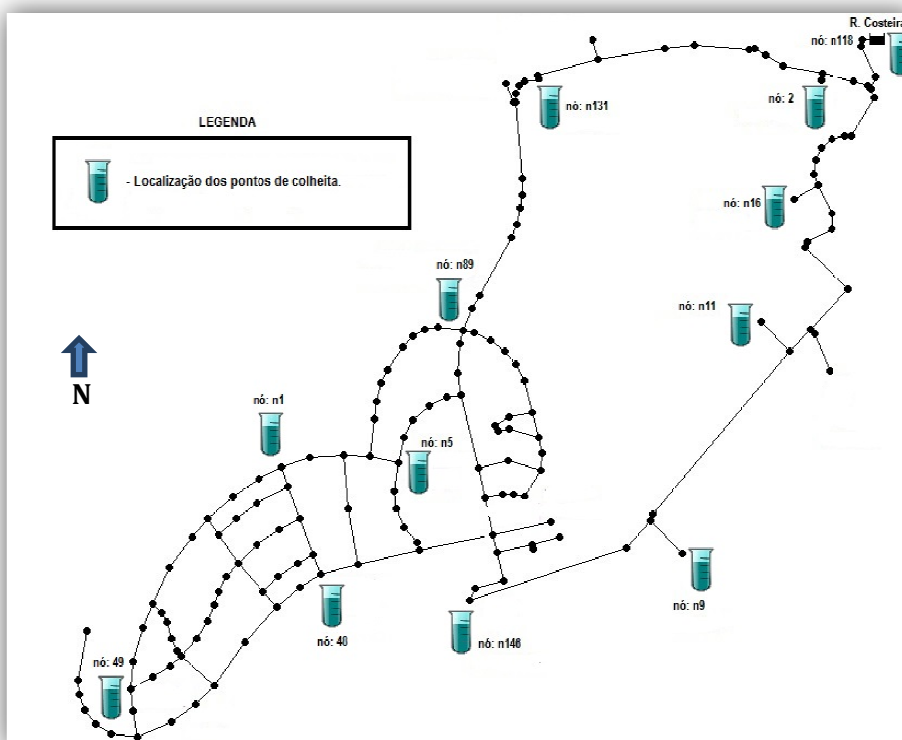 R. Costeira
nó: n118
nó: n131
nó: 2
LEGENDA
- Localização dos pontos de colheita.
nó: n16
nó: n89
nó: n11
N
nó: n1
nó: n5
nó: n9
nó: 48
nó: n146
nó: 49